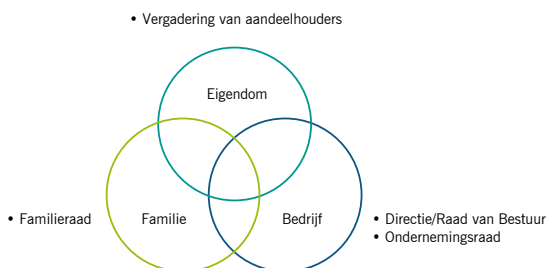 • Vergadering van aandeelhouders
Eigendom
• Familieraad
Familie
Bedrijf
• Directie/Raad van Bestuur
• Ondernemingsraad